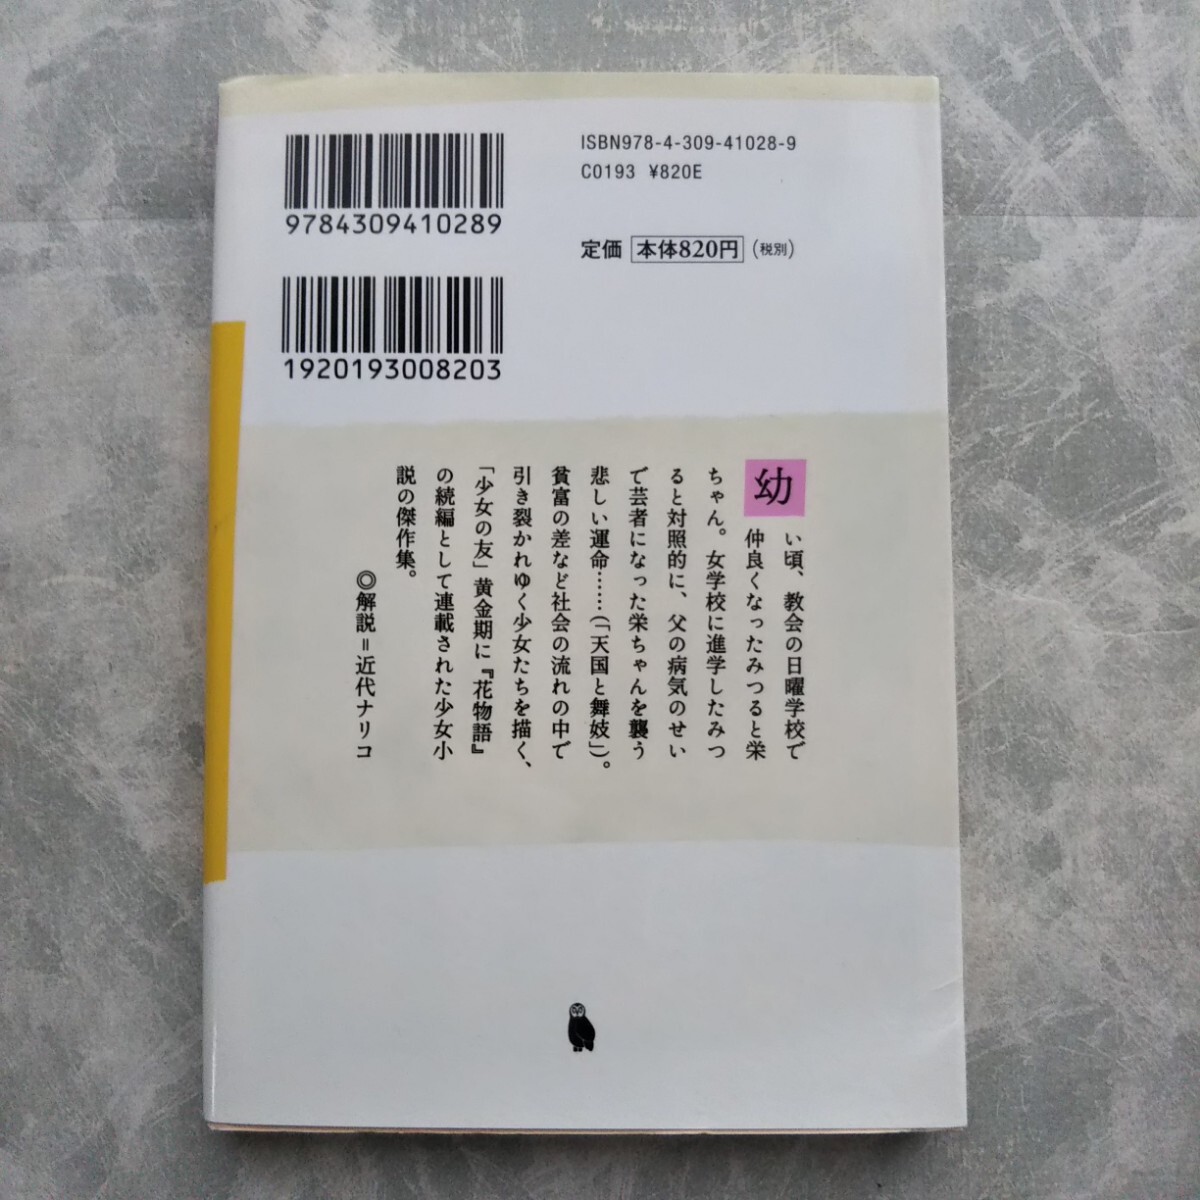 9784309410289
ISBN978-4-309-41028-9
C0193 ¥820E
定価 本体820円 (税別)
1920193008203
幼い頃、教会の日曜学校で
仲良くなったみつると栄
ちゃん。女学校に進学したみつ
ると対照的に、父の病気のせい
で芸者になった栄ちゃんを襲う
悲しい運命……(「天国と舞妓」)。
貧富の差など社会の流れの中で
引き裂かれゆく少女たちを描く、
「少女の友」黄金期に『花物語』
の続編として連載された少女小
説の傑作集。
◎解説=近代ナリコ